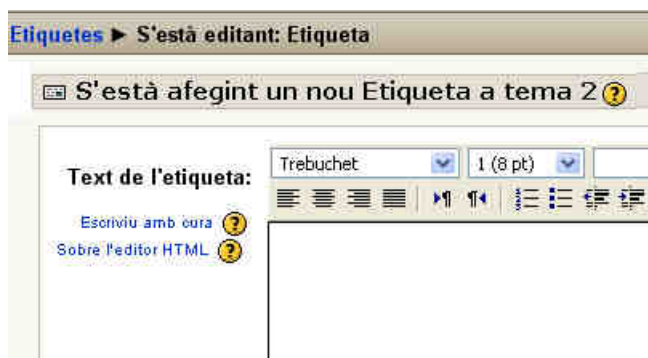 Etiquetes ► S'està editant: Etiqueta
S'està afegint un nou Etiqueta a tema 2
Text de l'etiqueta:
Trebuchet 1 (8 pt)
Escriviu amb cura
Sobre l'editor HTML